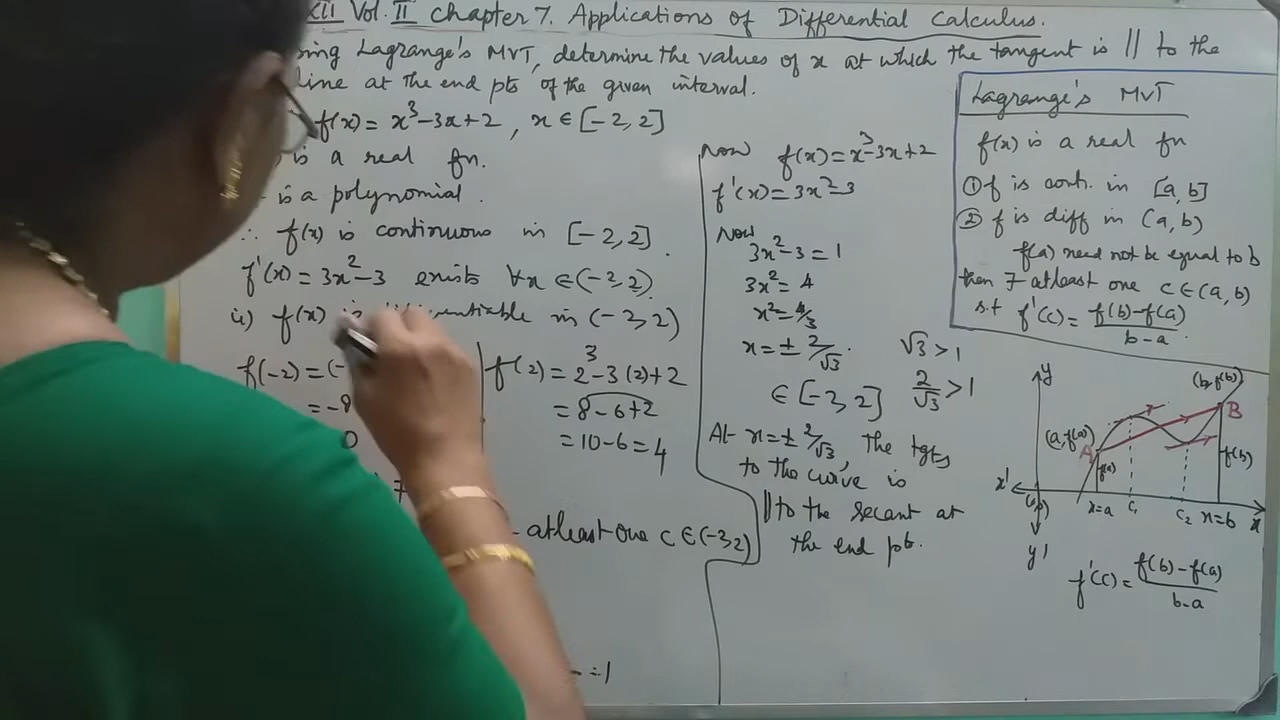 XII Vol. II Chapter 7. Applications of Differential Calculus.
Lagrange's MVT, determine the values of x at which the tangent is || to the
line at the end pts of the given interval.
f(x) = x³-3x+2, x ∈ [-2, 2]
is a real fn.
is a polynomial.
∴ f(x) is continuous in [-2, 2].
f'(x) = 3x²-3 exists ∀x ∈ (-2, 2).
ii) f(x) is in (-2, 2)
f(-2) = (-
= -8
0
f(2) = 2³-3(2)+2
= 8-6+2
= 10-6 = 4
- atleast one c ∈ (-2, 2)
= 1
Now f(x) = x³-3x+2
f'(x) = 3x²-3
Now
3x²-3 = 1
3x² = 4
x² = 4/3
x = ± 2/√3.
∈ [-2, 2]
√3 > 1
2/√3 > 1
At x = ± 2/√3, the tgts
to the curve is
|| to the secant at
the end pts.
Lagrange's MVT
f(x) is a real fn
① f is cont. in [a, b]
② f is diff in (a, b)
f(a) need not be equal to b
then ∃ atleast one c ∈ (a, b)
s.t f'(c) = f(b)-f(a)/b-a.
y
(b, f(b))
B
(a, f(a))
A
f(a)
f(b)
x'
x=a
c₁
c₂
x=b
x
y'
f'(c) = f(b)-f(a)/b-a